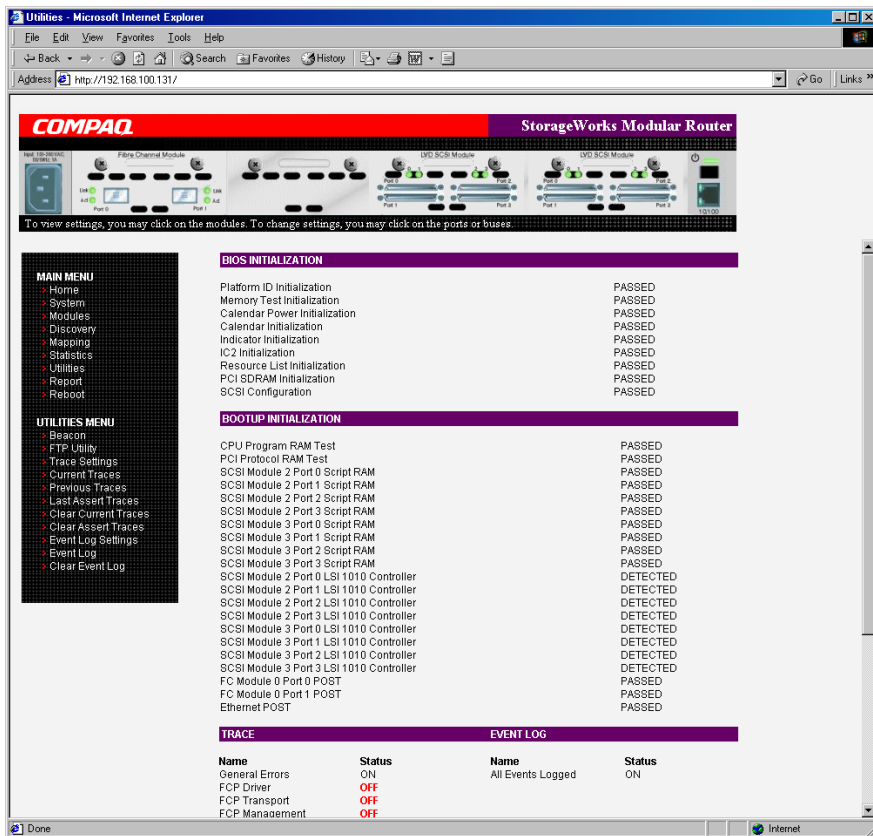 Utilities - Microsoft Internet Explorer
File Edit View Favorites Tools Help
Back Search Favorites History
Address http://192.168.100.131/ Go Links »
COMPAQ StorageWorks Modular Router
Fibre Channel Module LVD SCSI Module LVD SCSI Module
Link Link
Act Act
Port 0 Port 1 Port 0 Port 2 Port 1 Port 3 Port 0 Port 2 Port 1 Port 3 10/100
To view settings, you may click on the modules. To change settings, you may click on the ports or buses.
MAIN MENU
> Home
> System
> Modules
> Discovery
> Mapping
> Statistics
> Utilities
> Report
> Reboot
UTILITIES MENU
> Beacon
> FTP Utility
> Trace Settings
> Current Traces
> Previous Traces
> Last Assert Traces
> Clear Current Traces
> Clear Assert Traces
> Event Log Settings
> Event Log
> Clear Event Log
BIOS INITIALIZATION
Platform ID Initialization PASSED
Memory Test Initialization PASSED
Calendar Power Initialization PASSED
Calendar Initialization PASSED
Indicator Initialization PASSED
IC2 Initialization PASSED
Resource List Initialization PASSED
PCI SDRAM Initialization PASSED
SCSI Configuration PASSED
BOOTUP INITIALIZATION
CPU Program RAM Test PASSED
PCI Protocol RAM Test PASSED
SCSI Module 2 Port 0 Script RAM PASSED
SCSI Module 2 Port 1 Script RAM PASSED
SCSI Module 2 Port 2 Script RAM PASSED
SCSI Module 2 Port 3 Script RAM PASSED
SCSI Module 3 Port 0 Script RAM PASSED
SCSI Module 3 Port 1 Script RAM PASSED
SCSI Module 3 Port 2 Script RAM PASSED
SCSI Module 3 Port 3 Script RAM PASSED
SCSI Module 2 Port 0 LSI 1010 Controller DETECTED
SCSI Module 2 Port 1 LSI 1010 Controller DETECTED
SCSI Module 2 Port 2 LSI 1010 Controller DETECTED
SCSI Module 2 Port 3 LSI 1010 Controller DETECTED
SCSI Module 3 Port 0 LSI 1010 Controller DETECTED
SCSI Module 3 Port 1 LSI 1010 Controller DETECTED
SCSI Module 3 Port 2 LSI 1010 Controller DETECTED
SCSI Module 3 Port 3 LSI 1010 Controller DETECTED
FC Module 0 Port 0 POST PASSED
FC Module 0 Port 1 POST PASSED
Ethernet POST PASSED
TRACE EVENT LOG
Name Status Name Status
General Errors ON All Events Logged ON
FCP Driver OFF
FCP Transport OFF
FCP Management OFF
Done Internet